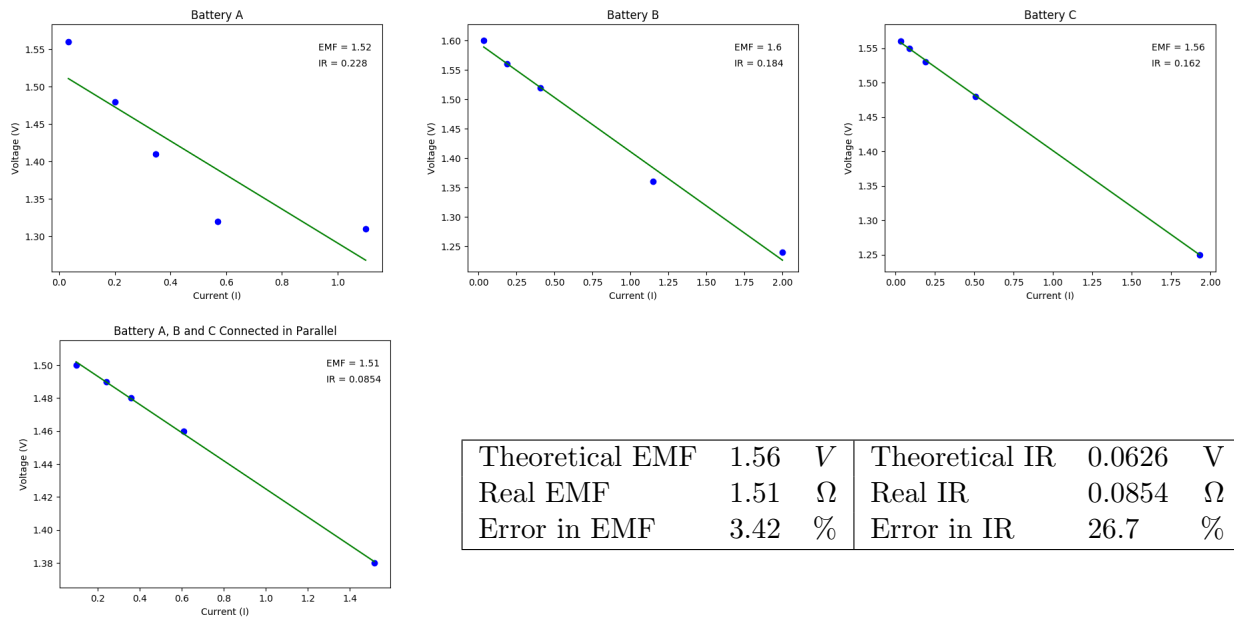 Battery A
EMF = 1.52
IR = 0.228
1.55
1.50
1.45
1.40
1.35
1.30
Voltage (V)
0.0 0.2 0.4 0.6 0.8 1.0
Current (I)
Battery B
EMF = 1.6
IR = 0.184
1.60
1.55
1.50
1.45
1.40
1.35
1.30
1.25
Voltage (V)
0.00 0.25 0.50 0.75 1.00 1.25 1.50 1.75 2.00
Current (I)
Battery C
EMF = 1.56
IR = 0.162
1.55
1.50
1.45
1.40
1.35
1.30
1.25
Voltage (V)
0.00 0.25 0.50 0.75 1.00 1.25 1.50 1.75 2.00
Current (I)
Battery A, B and C Connected in Parallel
EMF = 1.51
IR = 0.0854
1.50
1.48
1.46
1.44
1.42
1.40
1.38
Voltage (V)
0.2 0.4 0.6 0.8 1.0 1.2 1.4
Current (I)
Theoretical EMF 1.56 V Theoretical IR 0.0626 V
Real EMF 1.51 Ω Real IR 0.0854 Ω
Error in EMF 3.42 % Error in IR 26.7 %